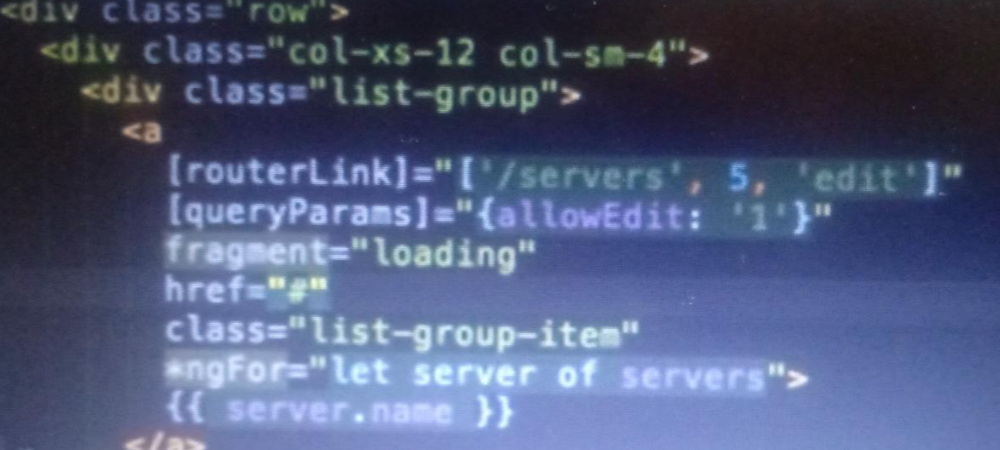 <div class="row">
<div class="col-xs-12 col-sm-4">
<div class="list-group">
<a
[routerLink]="['/servers', 5, 'edit']"
[queryParams]="{allowEdit: '1'}"
fragment="loading"
href="#"
class="list-group-item"
*ngFor="let server of servers">
{{ server.name }}
</a>